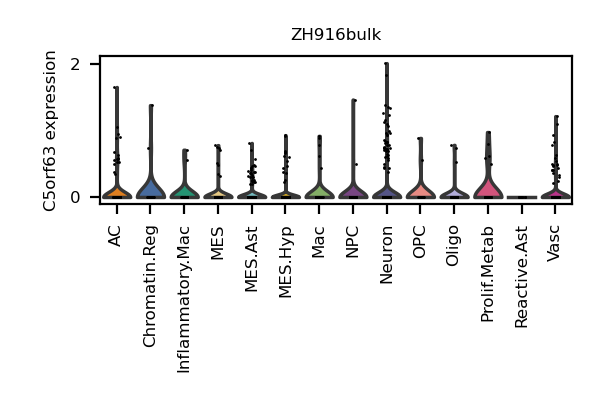 ZH916bulk
C5orf63 expression
2
0
AC
Chromatin.Reg
Inflammatory.Mac
MES
MES.Ast
MES.Hyp
Mac
NPC
Neuron
OPC
Oligo
Prolif.Metab
Reactive.Ast
Vasc